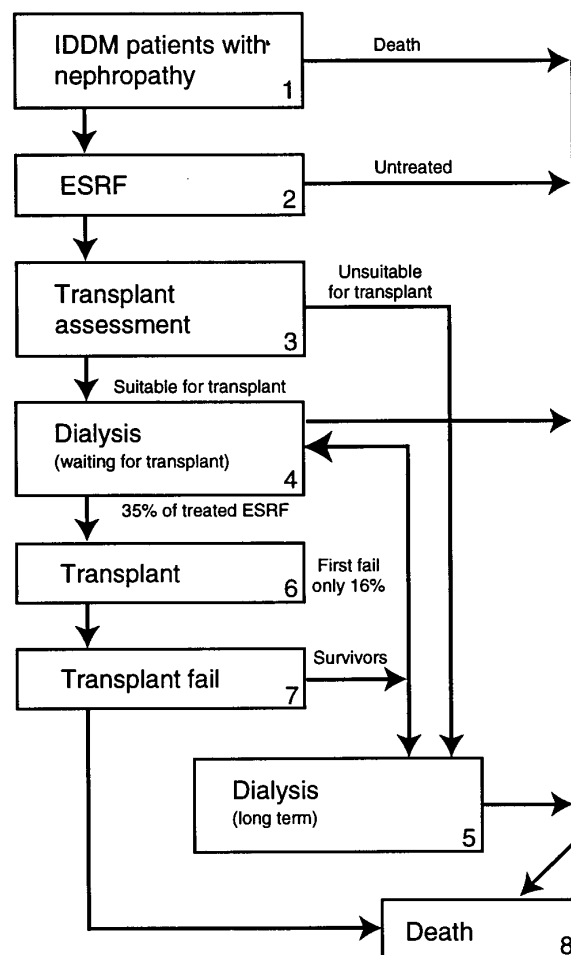 IDDM patients with
nephropathy
1
Death
ESRF
2
Untreated
Transplant
assessment
3
Unsuitable
for transplant
Suitable for transplant
Dialysis
(waiting for transplant)
4
35% of treated ESRF
Transplant
6
First fail
only 16%
Transplant fail
7
Survivors
Dialysis
(long term)
5
Death
8